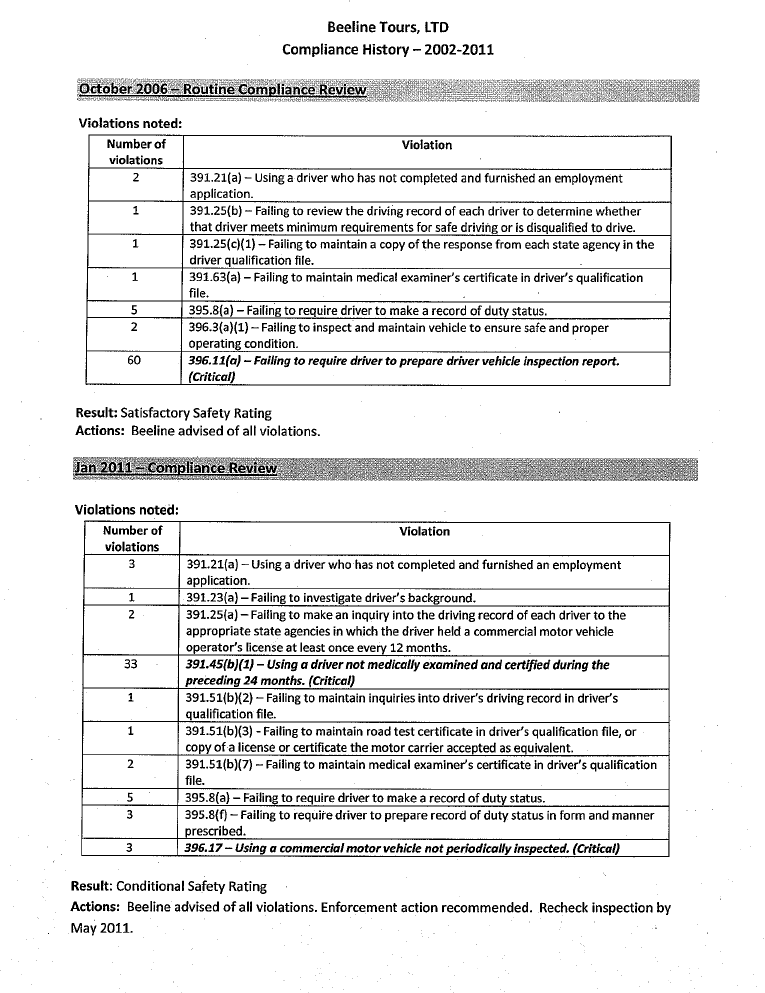 Beeline Tours, LTD
Compliance History – 2002-2011
October 2006 – Routine Compliance Review
Violations noted:
Number of violations | Violation
2 | 391.21(a) – Using a driver who has not completed and furnished an employment
application.
1 | 391.25(b) – Failing to review the driving record of each driver to determine whether
that driver meets minimum requirements for safe driving or is disqualified to drive.
1 | 391.25(c)(1) – Failing to maintain a copy of the response from each state agency in the
driver qualification file.
1 | 391.63(a) – Failing to maintain medical examiner's certificate in driver's qualification
file.
5 | 395.8(a) – Failing to require driver to make a record of duty status.
2 | 396.3(a)(1) – Failing to inspect and maintain vehicle to ensure safe and proper
operating condition.
60 | 396.11(a) – Failing to require driver to prepare driver vehicle inspection report.
(Critical)
Result: Satisfactory Safety Rating
Actions: Beeline advised of all violations.
Jan 2011 – Compliance Review
Violations noted:
Number of violations | Violation
3 | 391.21(a) – Using a driver who has not completed and furnished an employment
application.
1 | 391.23(a) – Failing to investigate driver's background.
2 | 391.25(a) – Failing to make an inquiry into the driving record of each driver to the
appropriate state agencies in which the driver held a commercial motor vehicle
operator's license at least once every 12 months.
33 | 391.45(b)(1) – Using a driver not medically examined and certified during the
preceding 24 months. (Critical)
1 | 391.51(b)(2) – Failing to maintain inquiries into driver's driving record in driver's
qualification file.
1 | 391.51(b)(3) - Failing to maintain road test certificate in driver's qualification file, or
copy of a license or certificate the motor carrier accepted as equivalent.
2 | 391.51(b)(7) – Failing to maintain medical examiner's certificate in driver's qualification
file.
5 | 395.8(a) – Failing to require driver to make a record of duty status.
3 | 395.8(f) – Failing to require driver to prepare record of duty status in form and manner
prescribed.
3 | 396.17 – Using a commercial motor vehicle not periodically inspected. (Critical)
Result: Conditional Safety Rating
Actions: Beeline advised of all violations. Enforcement action recommended. Recheck inspection by
May 2011.